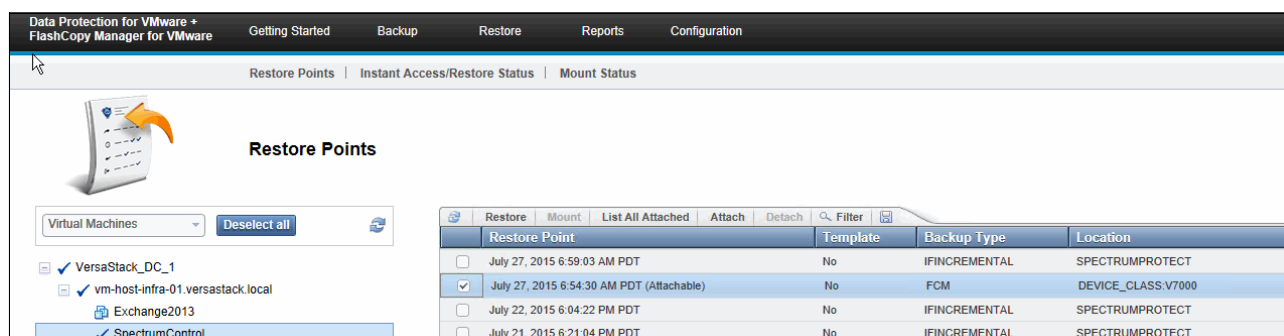 Data Protection for VMware +
FlashCopy Manager for VMware
Getting Started Backup Restore Reports Configuration
Restore Points | Instant Access/Restore Status | Mount Status
Restore Points
Virtual Machines Deselect all
Restore Mount List All Attached Attach Detach Filter
Restore Point Template Backup Type Location
VersaStack_DC_1
vm-host-infra-01.versastack.local
Exchange2013
SpectrumControl
July 27, 2015 6:59:03 AM PDT No IFINCREMENTAL SPECTRUMPROTECT
July 27, 2015 6:54:30 AM PDT (Attachable) No FCM DEVICE_CLASS:V7000
July 22, 2015 6:04:22 PM PDT No IFINCREMENTAL SPECTRUMPROTECT
July 21, 2015 6:21:04 PM PDT No IFINCREMENTAL SPECTRUMPROTECT